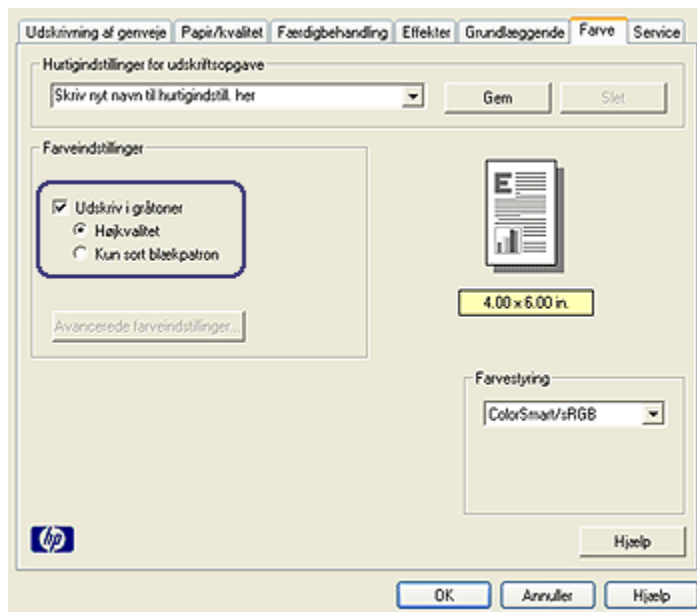 Udskrivning af genveje Papir/kvalitet Færdigbehandling Effekter Grundlæggende Farve Service
Hurtigindstillinger for udskriftsopgave
Skriv nyt navn til hurtigindstill. her Gem Slet
Farveindstillinger
Udskriv i gråtoner
Højkvalitet
Kun sort blækpatron
Avancerede farveindstillinger...
E
4.00 x 6.00 in.
Farvestyring
ColorSmart/sRGB
hp
Hjælp
OK Annuller Hjælp